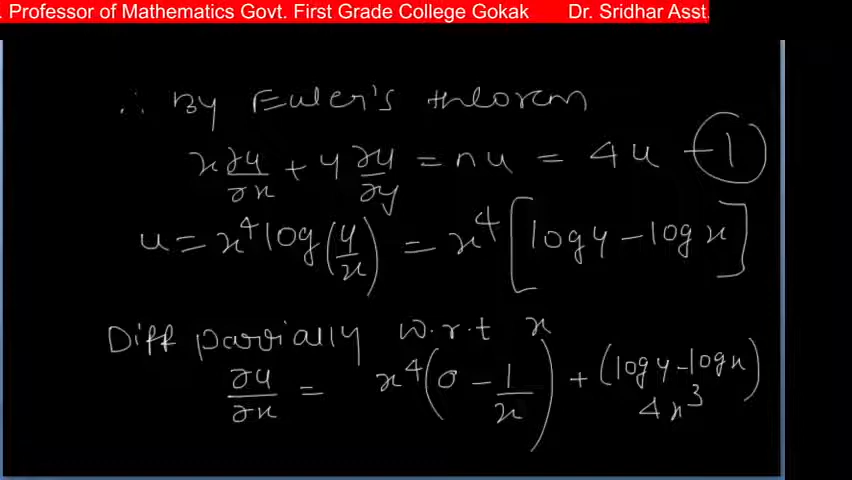 . Professor of Mathematics Govt. First Grade College Gokak Dr. Sridhar Asst.
∴ By Euler's theorem
x ∂u/∂x + y ∂u/∂y = nu = 4u — 1
u = x⁴ log(y/x) = x⁴ [log y − log x]
Diff partially w.r.t x
∂u/∂x = x⁴(0 − 1/x) + (log y − log x) 4x³